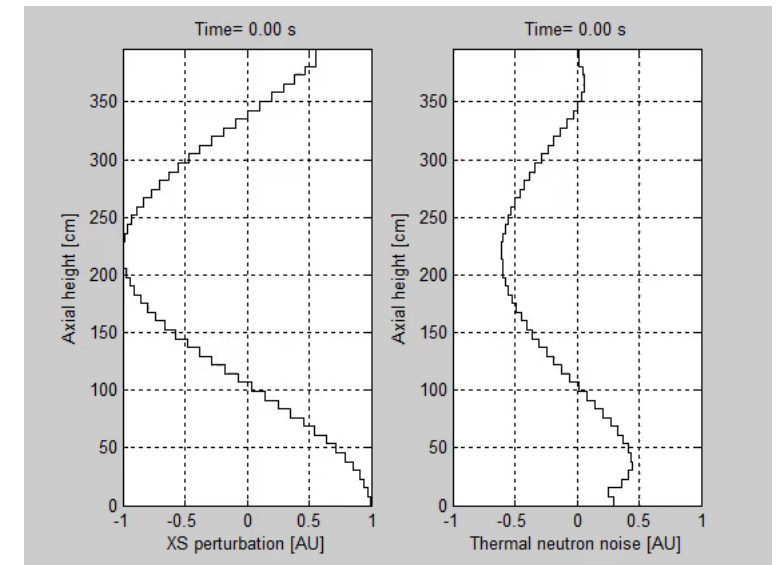 Time= 0.00 s
350
300
250
200
150
100
50
0
Axial height [cm]
-1 -0.5 0 0.5 1
XS perturbation [AU]
Time= 0.00 s
350
300
250
200
150
100
50
0
Axial height [cm]
-1 -0.5 0 0.5 1
Thermal neutron noise [AU]